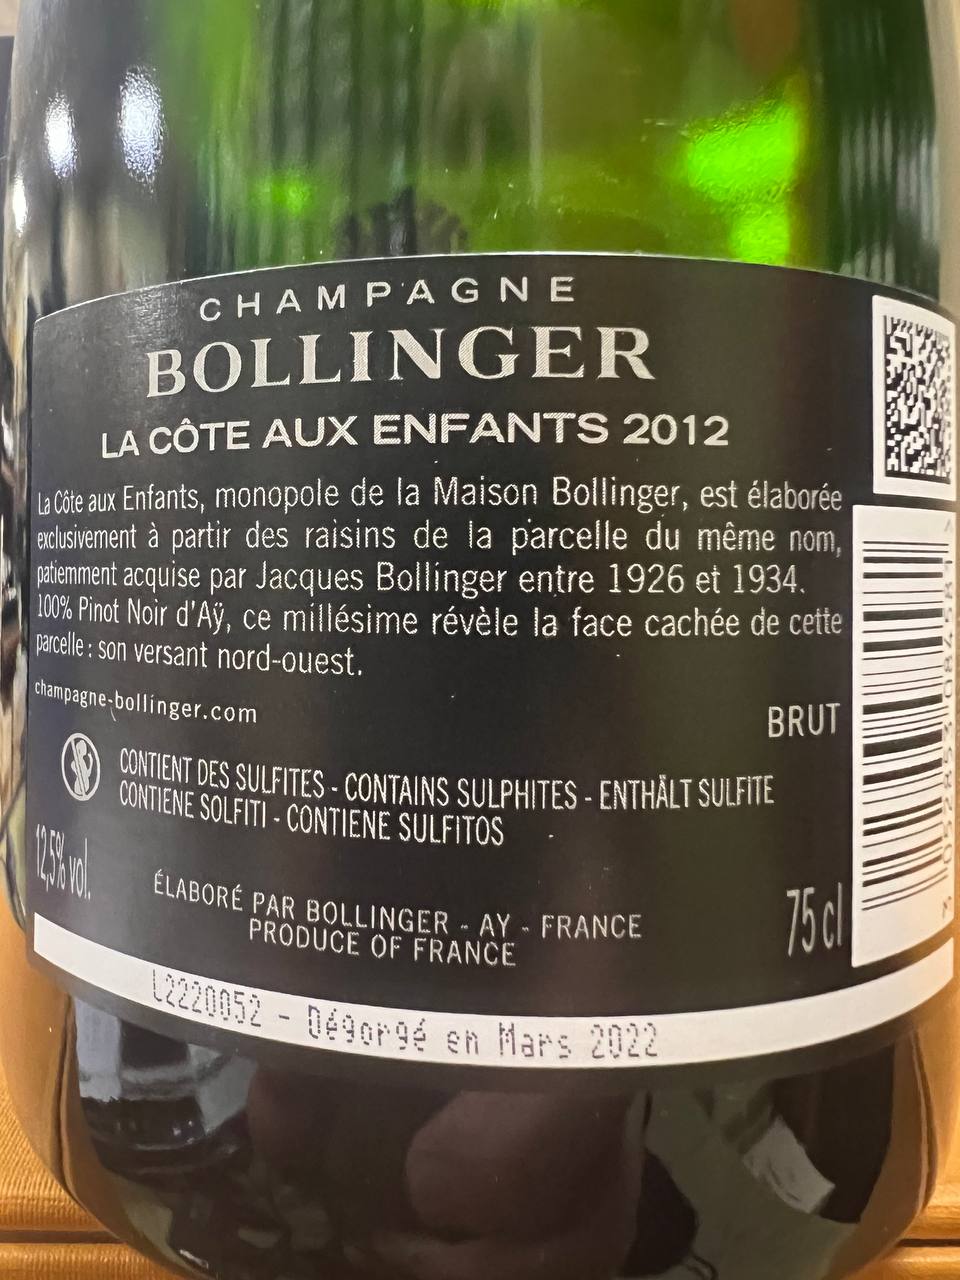 CHAMPAGNE
BOLLINGER
LA CÔTE AUX ENFANTS 2012
La Côte aux Enfants, monopole de la Maison Bollinger, est élaborée
exclusivement à partir des raisins de la parcelle du même nom,
patiemment acquise par Jacques Bollinger entre 1926 et 1934.
100% Pinot Noir d'Aÿ, ce millésime révèle la face cachée de cette
parcelle : son versant nord-ouest.
champagne-bollinger.com
BRUT
CONTIENT DES SULFITES - CONTAINS SULPHITES - ENTHÄLT SULFITE
CONTIENE SOLFITI - CONTIENE SULFITOS
12,5% vol.
ÉLABORÉ PAR BOLLINGER - AY - FRANCE
PRODUCE OF FRANCE
75 cl
L2220052 - Dégorgé en Mars 2022